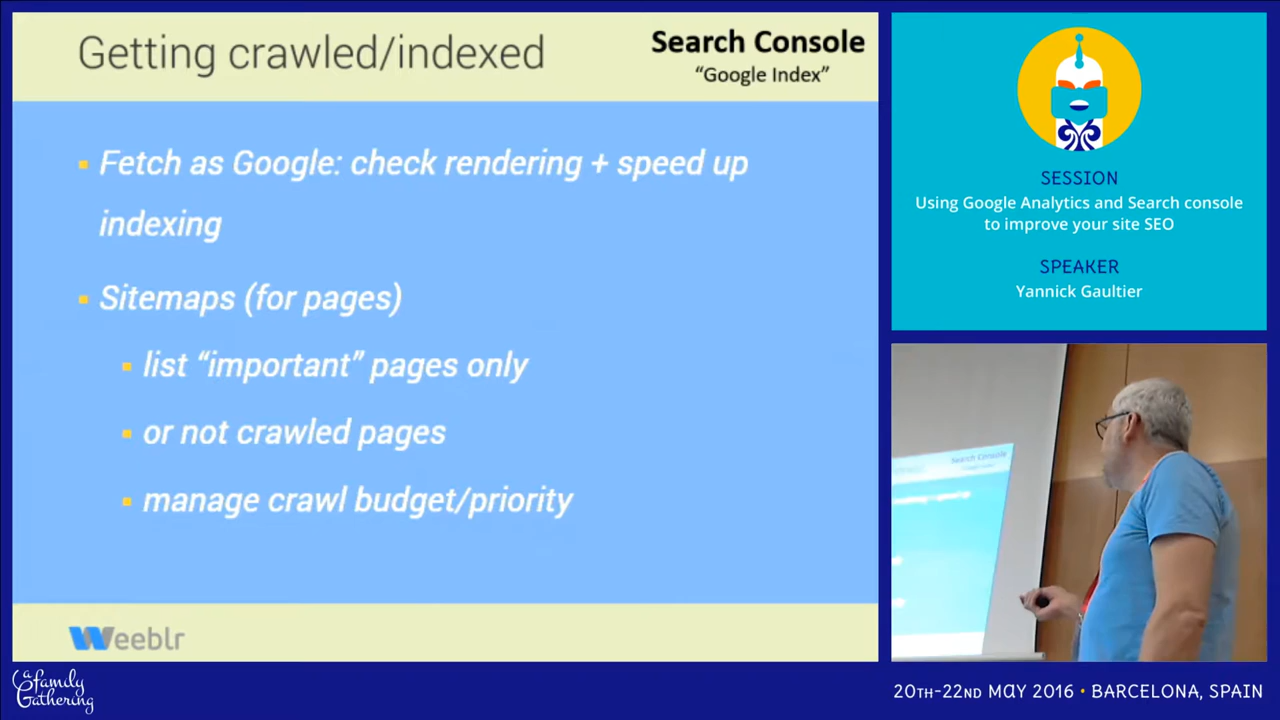 Getting crawled/indexed
Search Console
“Google Index”
Fetch as Google: check rendering + speed up
indexing
Sitemaps (for pages)
list “important” pages only
or not crawled pages
manage crawl budget/priority
Weeblr
SESSION
Using Google Analytics and Search console
to improve your site SEO
SPEAKER
Yannick Gaultier
Search Console
a family
Gathering
20TH-22ND MAY 2016 • BARCELONA, SPAIN